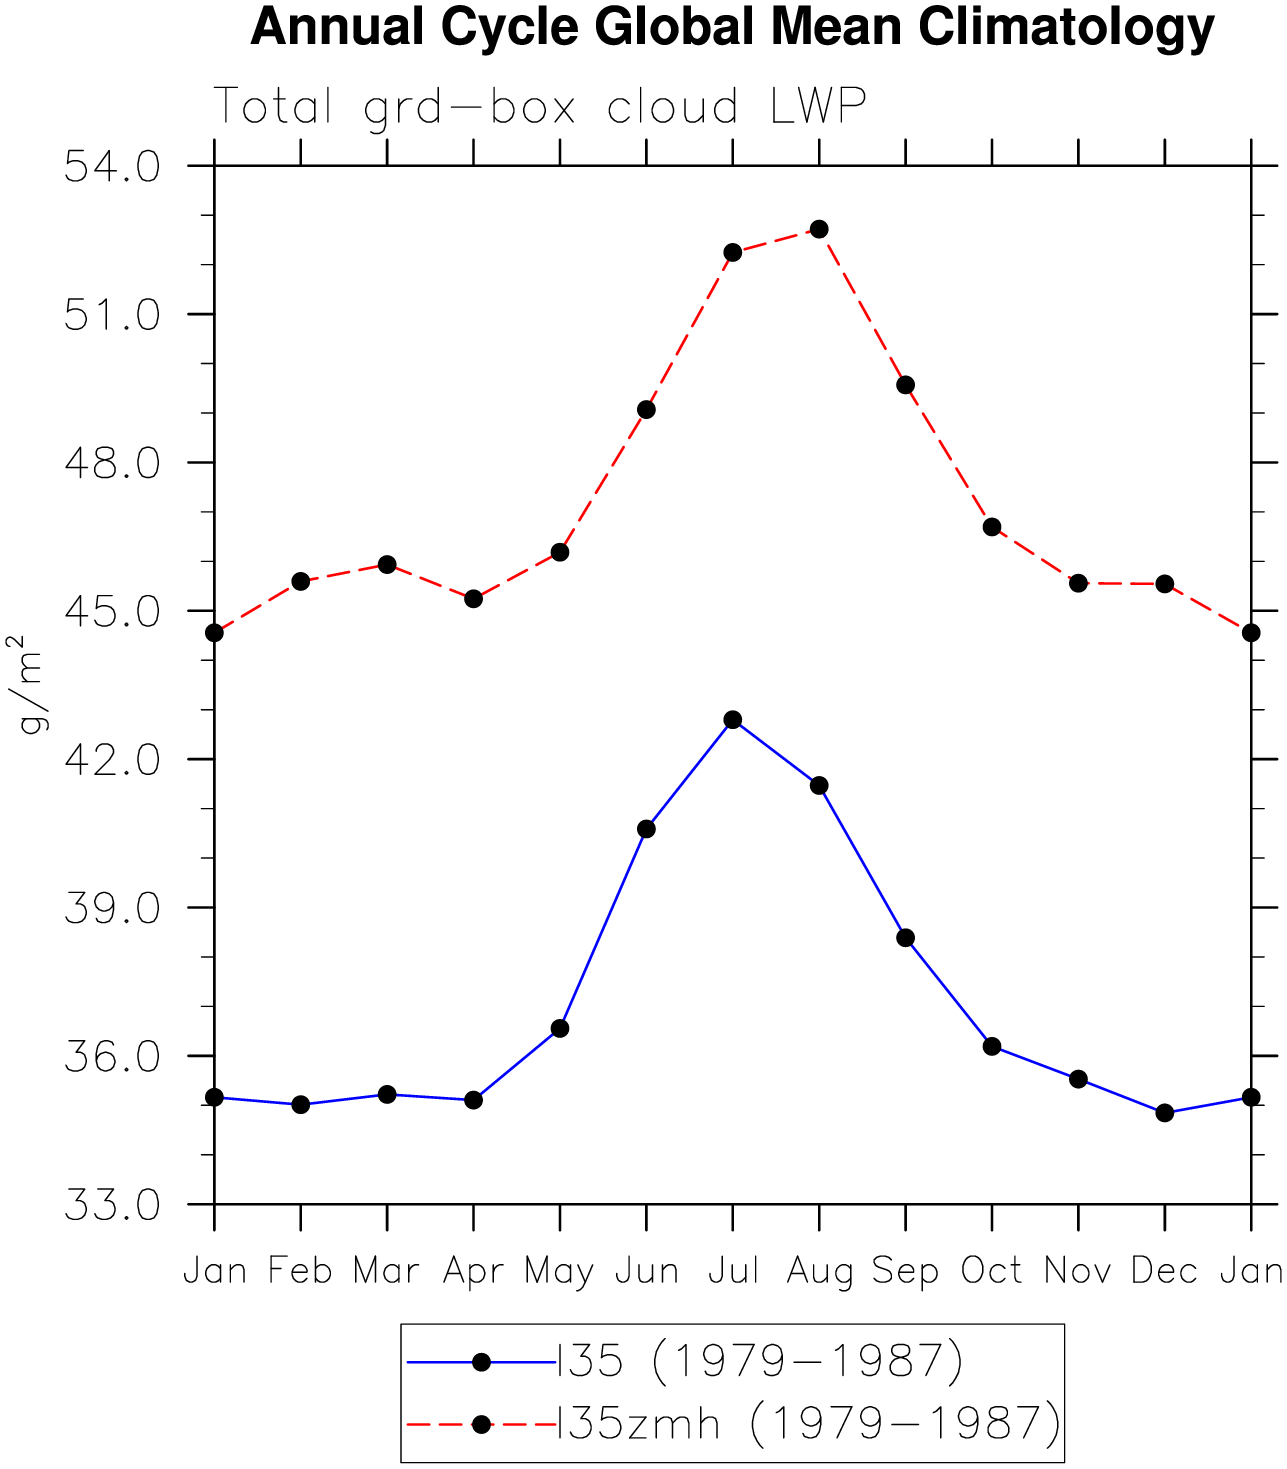 Annual Cycle Global Mean Climatology
Total grd-box cloud LWP
54.0
51.0
48.0
45.0
42.0
39.0
36.0
33.0
g/m²
Jan Feb Mar Apr May Jun Jul Aug Sep Oct Nov Dec Jan
I35 (1979-1987)
I35zmh (1979-1987)